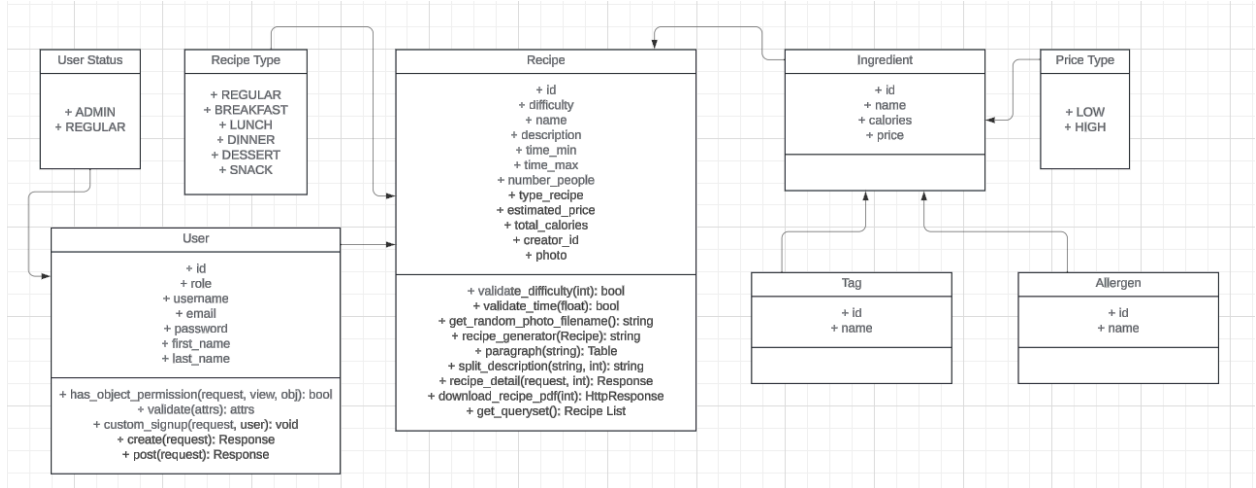 User Status
+ ADMIN
+ REGULAR
Recipe Type
+ REGULAR
+ BREAKFAST
+ LUNCH
+ DINNER
+ DESSERT
+ SNACK
Recipe
+ id
+ difficulty
+ name
+ description
+ time_min
+ time_max
+ number_people
+ type_recipe
+ estimated_price
+ total_calories
+ creator_id
+ photo
+ validate_difficulty(int): bool
+ validate_time(float): bool
+ get_random_photo_filename(): string
+ recipe_generator(Recipe): string
+ paragraph(string): Table
+ split_description(string, int): string
+ recipe_detail(request, int): Response
+ download_recipe_pdf(int): HttpResponse
+ get_queryset(): Recipe List
Ingredient
+ id
+ name
+ calories
+ price
Price Type
+ LOW
+ HIGH
User
+ id
+ role
+ username
+ email
+ password
+ first_name
+ last_name
+ has_object_permission(request, view, obj): bool
+ validate(attrs): attrs
+ custom_signup(request, user): void
+ create(request): Response
+ post(request): Response
Tag
+ id
+ name
Allergen
+ id
+ name